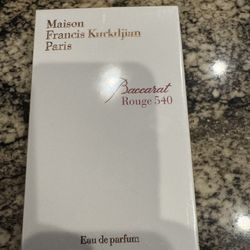 Maison
Francis Kurkdjian
Paris
Baccarat
Rouge 540
Eau de parfum